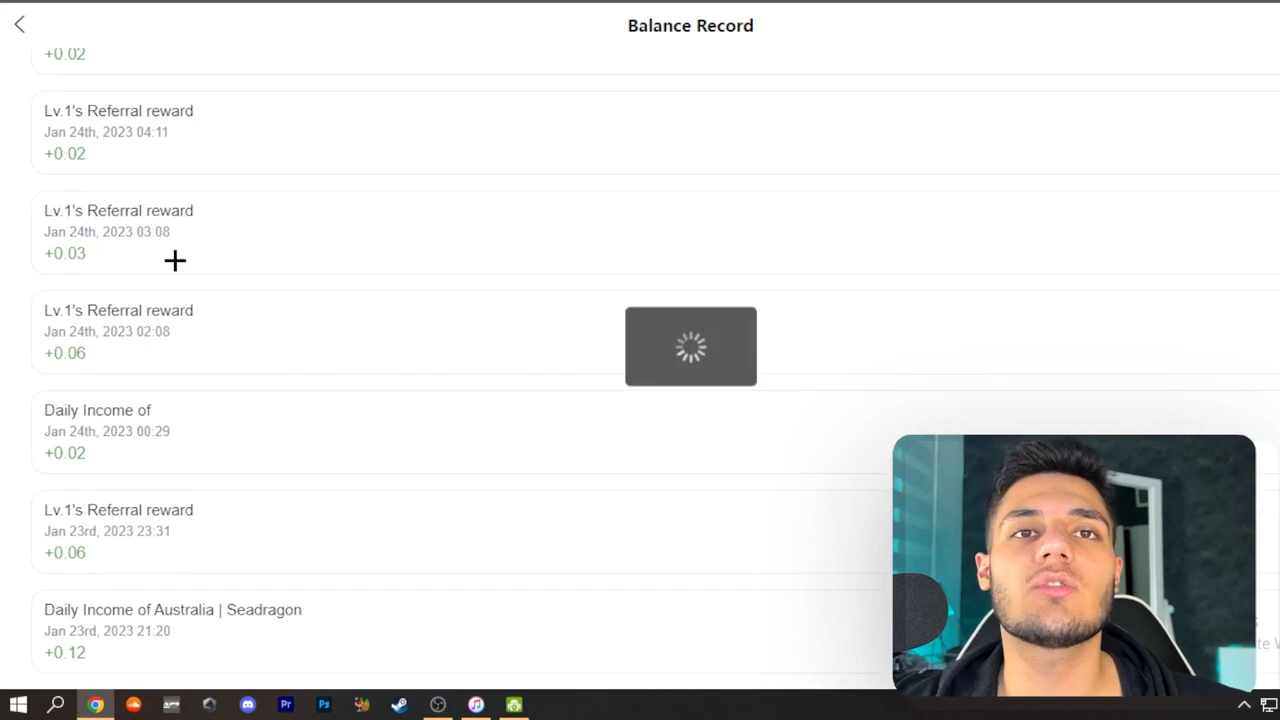 Balance Record
+0.02
Lv.1's Referral reward
Jan 24th, 2023 04:11
+0.02
Lv.1's Referral reward
Jan 24th, 2023 03:08
+0.03
Lv.1's Referral reward
Jan 24th, 2023 02:08
+0.06
Daily Income of
Jan 24th, 2023 00:29
+0.02
Lv.1's Referral reward
Jan 23rd, 2023 23:31
+0.06
Daily Income of Australia | Seadragon
Jan 23rd, 2023 21:20
+0.12
Pr
Ps